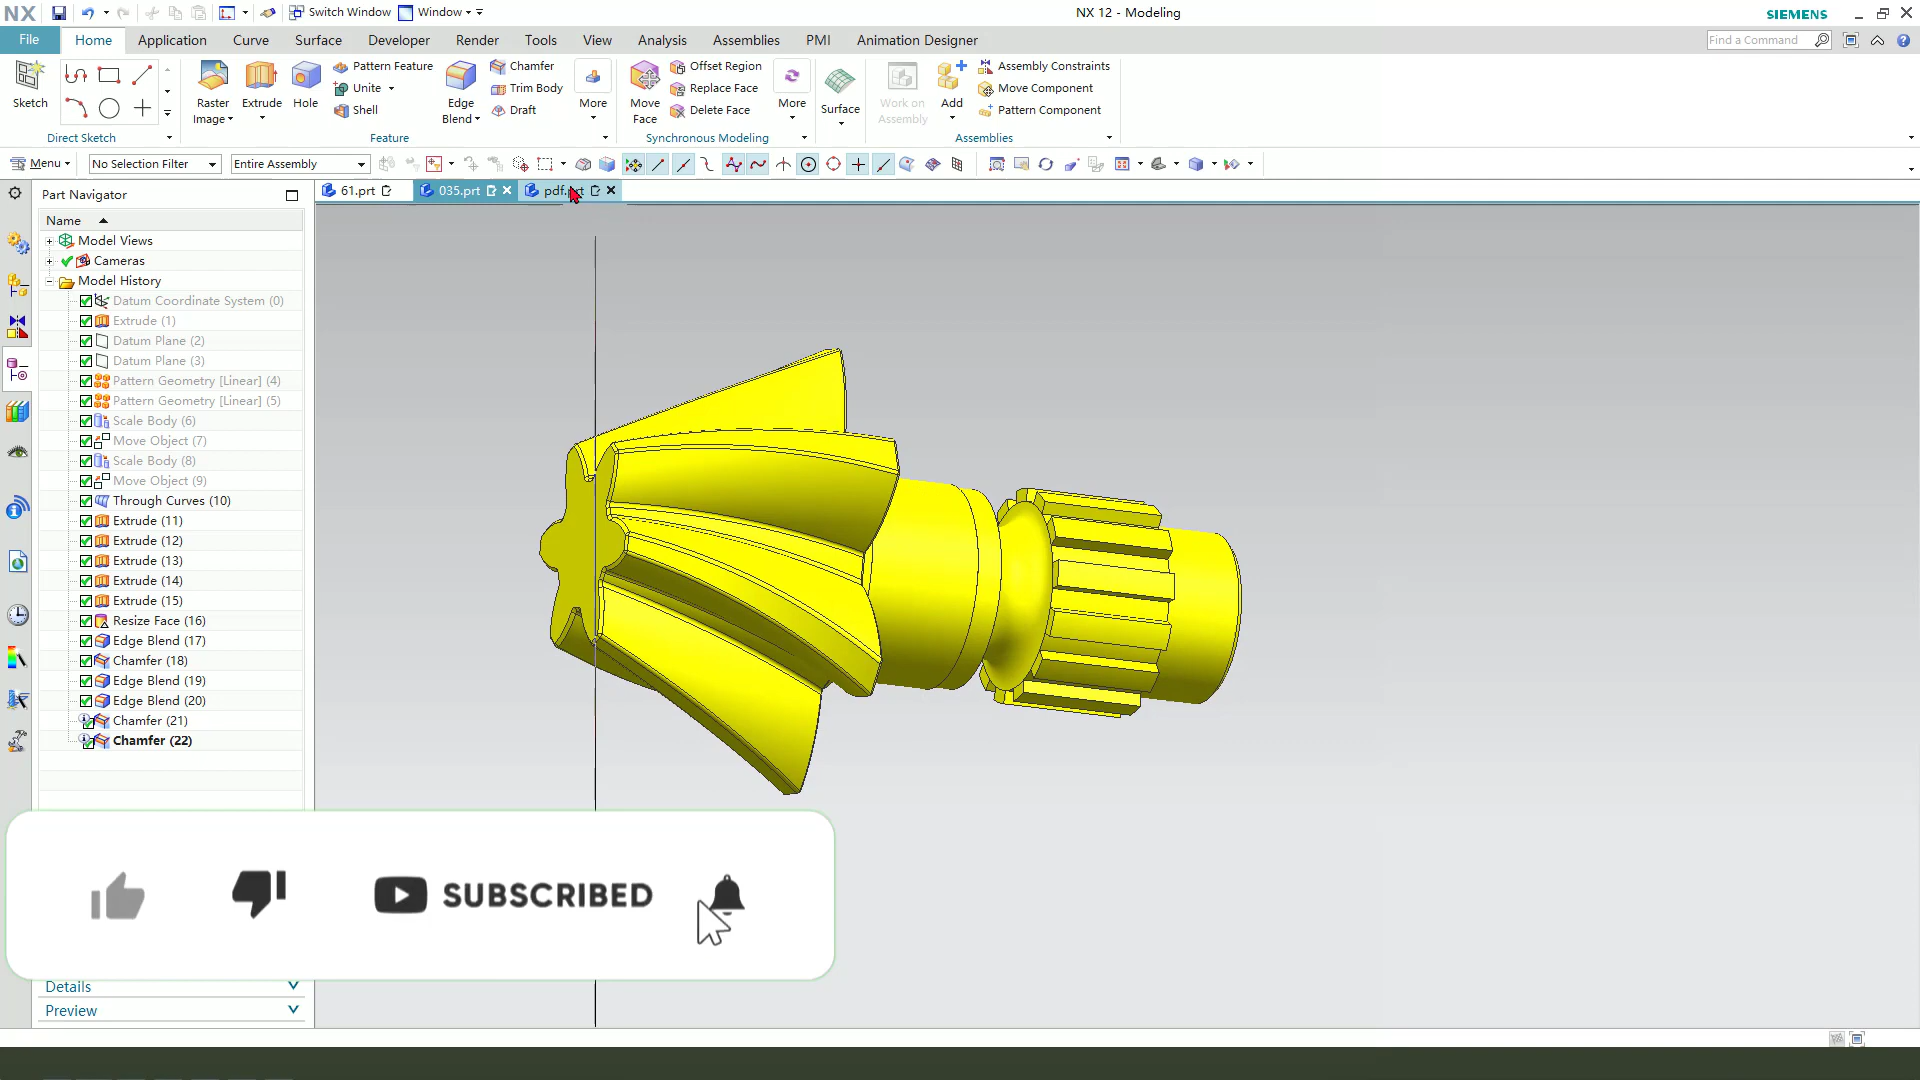 NX Switch Window Window NX 12 - Modeling SIEMENS
File Home Application Curve Surface Developer Render Tools View Analysis Assemblies PMI Animation Designer Find a Command
Sketch
Raster Image
Extrude
Hole
Pattern Feature
Unite
Shell
Edge Blend
Chamfer
Trim Body
Draft
More
Move Face
Offset Region
Replace Face
Delete Face
More
Surface
Work on Assembly
Add
Assembly Constraints
Move Component
Pattern Component
Direct Sketch Feature Synchronous Modeling Assemblies
Menu No Selection Filter Entire Assembly
Part Navigator
61.prt 035.prt pdf.prt
Name
Model Views
Cameras
Model History
Datum Coordinate System (0)
Extrude (1)
Datum Plane (2)
Datum Plane (3)
Pattern Geometry [Linear] (4)
Pattern Geometry [Linear] (5)
Scale Body (6)
Move Object (7)
Scale Body (8)
Move Object (9)
Through Curves (10)
Extrude (11)
Extrude (12)
Extrude (13)
Extrude (14)
Extrude (15)
Resize Face (16)
Edge Blend (17)
Chamfer (18)
Edge Blend (19)
Edge Blend (20)
Chamfer (21)
Chamfer (22)
SUBSCRIBED
Details
Preview